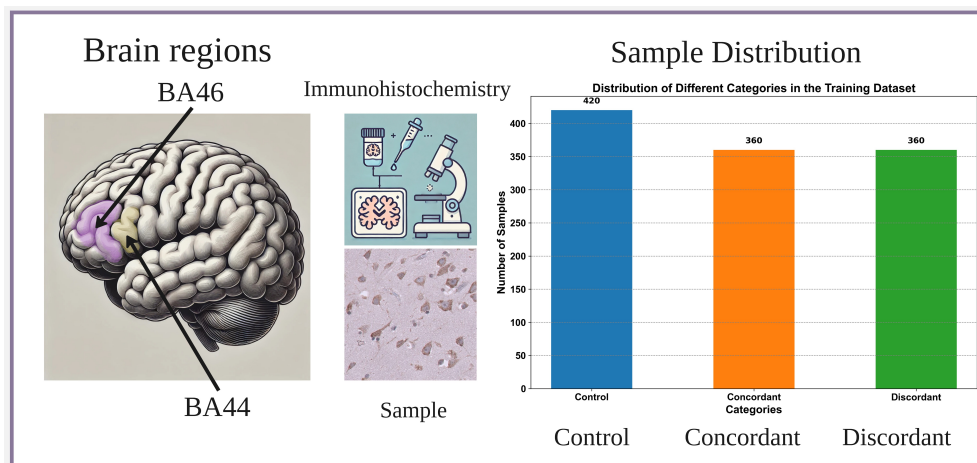 Brain regions
BA46
BA44
Immunohistochemistry
+
...
Sample
Sample Distribution
Distribution of Different Categories in the Training Dataset
Number of Samples
400
350
300
250
200
150
100
50
0
420
360
360
Control
Concordant
Discordant
Categories
Control
Concordant
Discordant